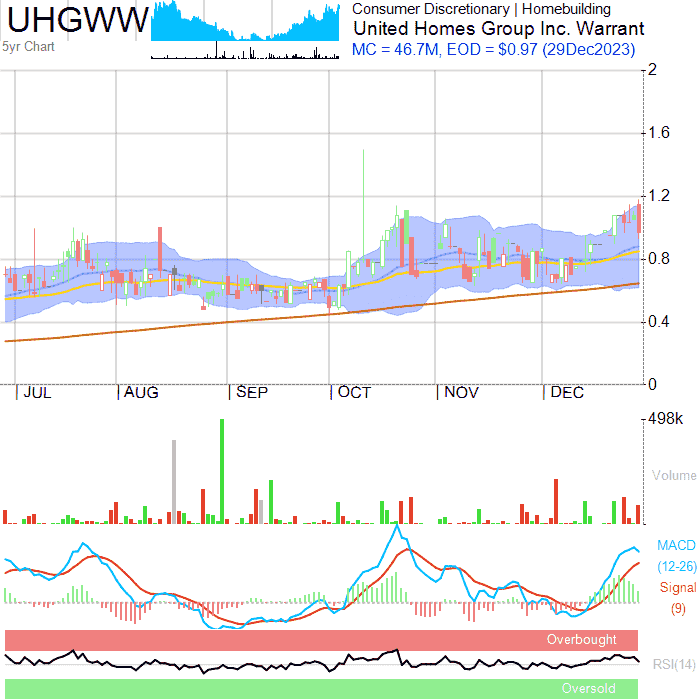 UHGWW
5yr Chart
Consumer Discretionary | Homebuilding
United Homes Group Inc. Warrant
MC = 46.7M, EOD = $0.97 (29Dec2023)
2
1.6
1.2
0.8
0.4
0
JUL AUG SEP OCT NOV DEC
498k
Volume
MACD
(12-26)
Signal
(9)
Overbought
RSI(14)
Oversold